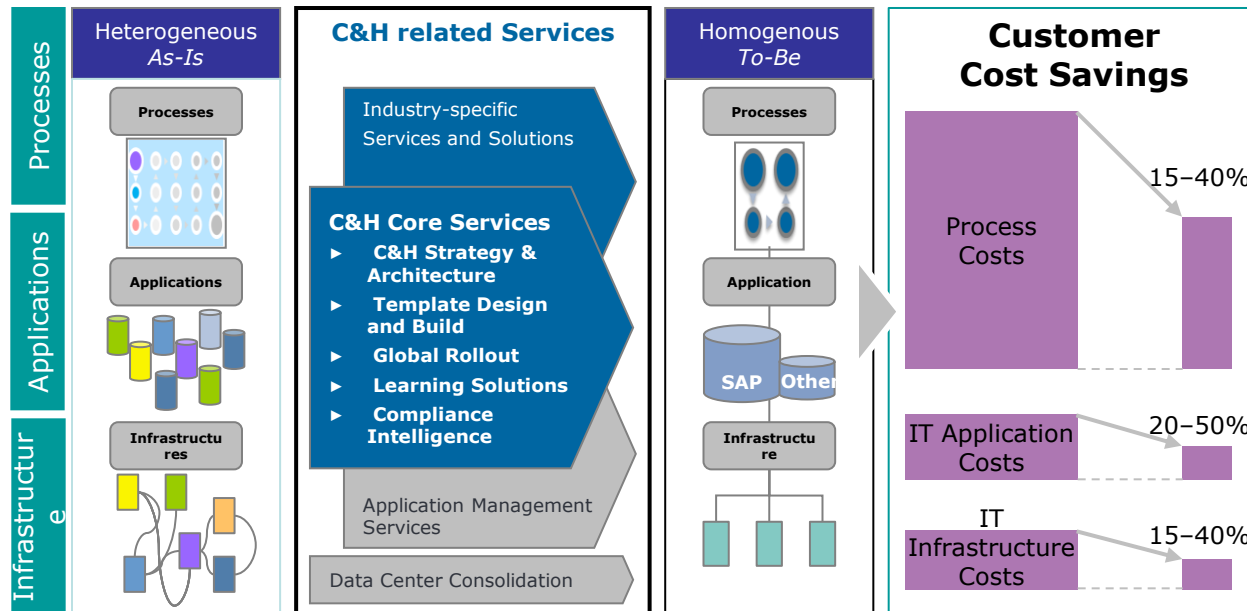 Processes
Applications
Infrastructur
e
Heterogeneous
As-Is
Processes
Applications
Infrastructu
res
C&H related Services
Industry-specific
Services and Solutions
C&H Core Services
► C&H Strategy &
Architecture
► Template Design
and Build
► Global Rollout
► Learning Solutions
► Compliance
Intelligence
Application Management
Services
Data Center Consolidation
Homogenous
To-Be
Processes
Application
SAP
Other
Infrastructu
re
Customer
Cost Savings
Process
Costs
15–40%
IT Application
Costs
20–50%
IT
Infrastructure
Costs
15–40%